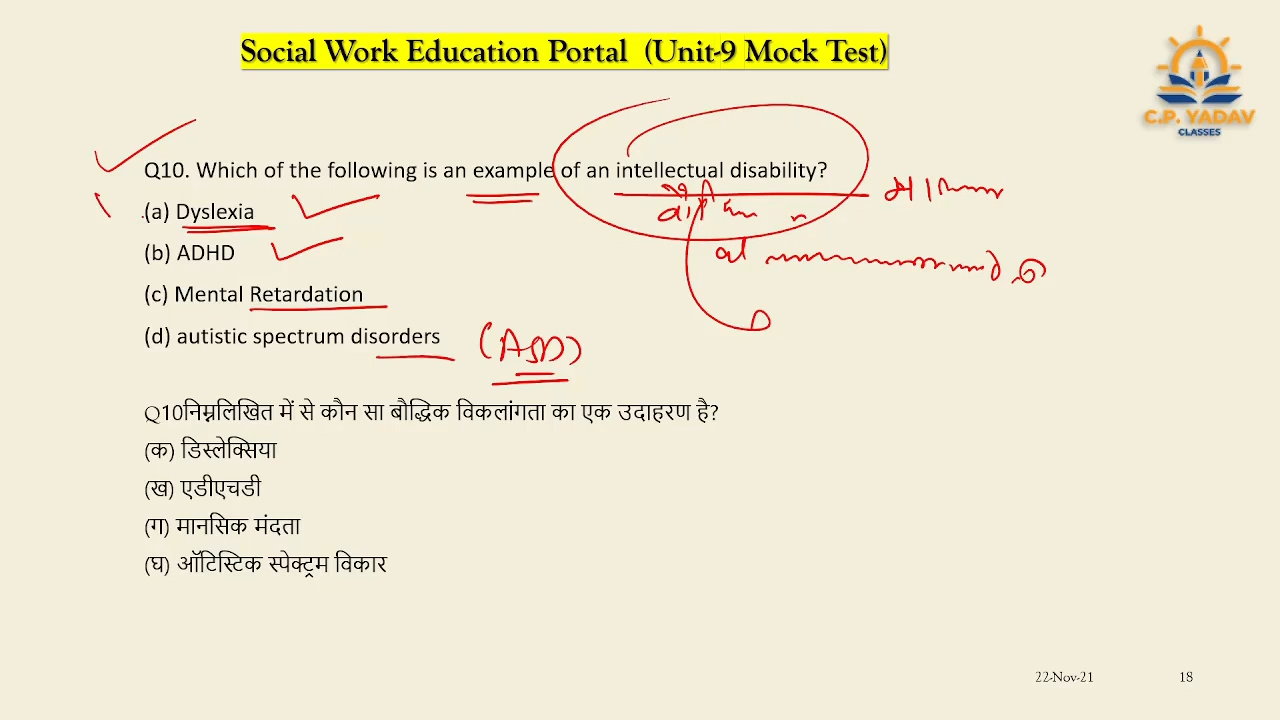 Social Work Education Portal (Unit-9 Mock Test)
C.P. YADAV
CLASSES
Q10. Which of the following is an example of an intellectual disability?
(a) Dyslexia
(b) ADHD
(c) Mental Retardation
(d) autistic spectrum disorders (ASD)
Q10निम्नलिखित में से कौन सा बौद्धिक विकलांगता का एक उदाहरण है?
(क) डिस्लेक्सिया
(ख) एडीएचडी
(ग) मानसिक मंदता
(घ) ऑटिस्टिक स्पेक्ट्रम विकार
22-Nov-21 18